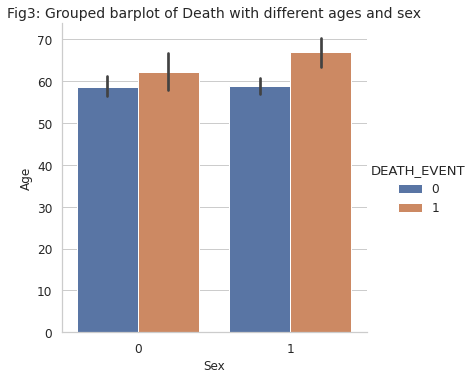 Fig3: Grouped barplot of Death with different ages and sex
70
60
50
40
30
20
10
0
Age
0 1
Sex
DEATH_EVENT
0
1